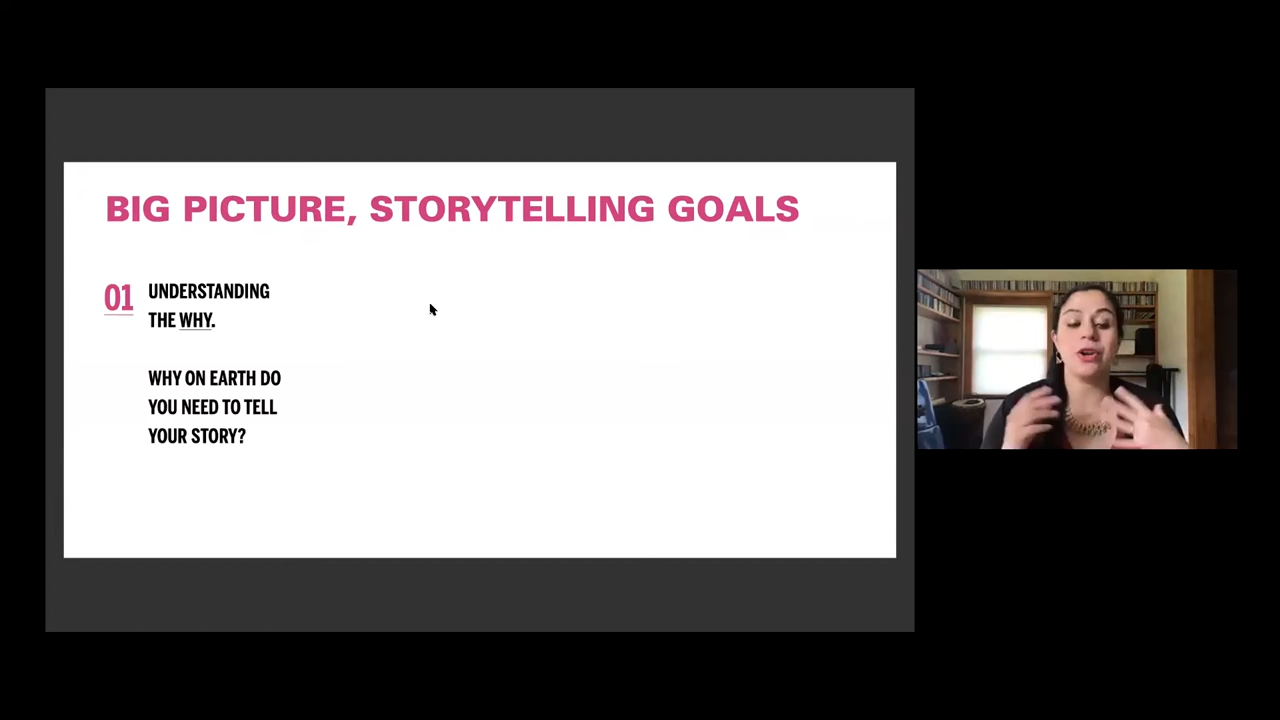 BIG PICTURE, STORYTELLING GOALS
01 UNDERSTANDING
THE WHY.
WHY ON EARTH DO
YOU NEED TO TELL
YOUR STORY?